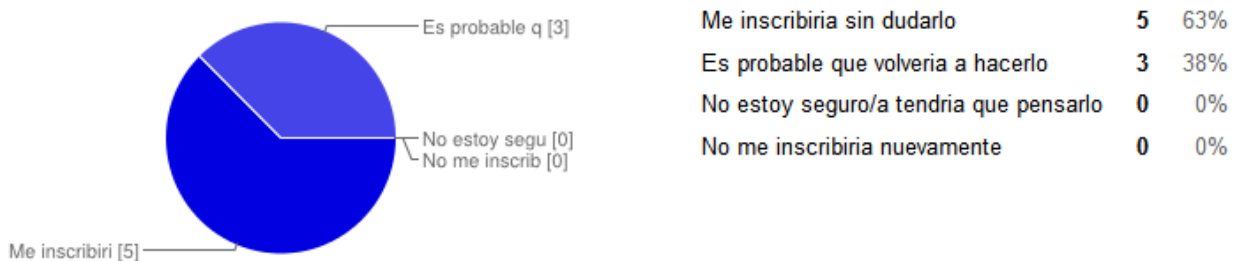 Es probable q [3]
No estoy segu [0]
No me inscrib [0]
Me inscribiri [5]
Me inscribiria sin dudarlo 5 63%
Es probable que volveria a hacerlo 3 38%
No estoy seguro/a tendria que pensarlo 0 0%
No me inscribiria nuevamente 0 0%